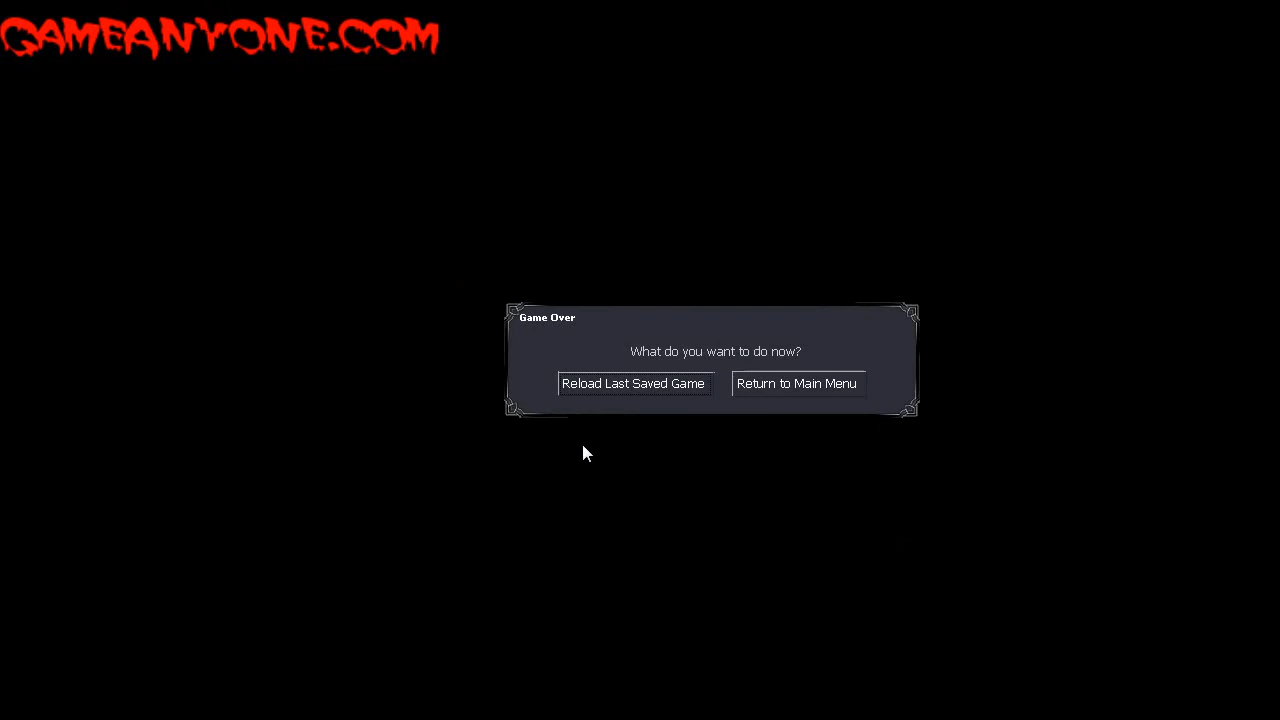 GAMEANYONE.COM
Game Over
What do you want to do now?
Reload Last Saved Game Return to Main Menu